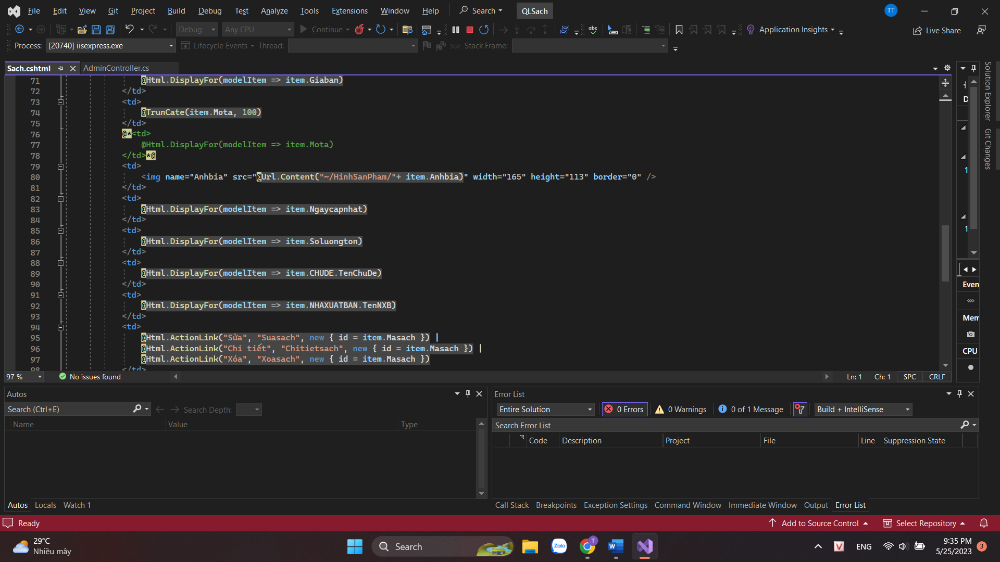 File Edit View Git Project Build Debug Test Analyze Tools Extensions Window Help Search QLSach TT
Debug Any CPU Continue Application Insights Live Share
Process: [20740] iisexpress.exe Lifecycle Events Thread: Stack Frame:
Sach.cshtml AdminController.cs
71 @Html.DisplayFor(modelItem => item.Giaban)
72 </td>
73 <td>
74 @TrunCate(item.Mota, 100)
75 </td>
76 @*<td>
77 @Html.DisplayFor(modelItem => item.Mota)
78 </td>*@
79 <td>
80 <img name="Anhbia" src="@Url.Content("~/HinhSanPham/"+ item.Anhbia)" width="165" height="113" border="0" />
81 </td>
82 <td>
83 @Html.DisplayFor(modelItem => item.Ngaycapnhat)
84 </td>
85 <td>
86 @Html.DisplayFor(modelItem => item.Soluongton)
87 </td>
88 <td>
89 @Html.DisplayFor(modelItem => item.CHUDE.TenChuDe)
90 </td>
91 <td>
92 @Html.DisplayFor(modelItem => item.NHAXUATBAN.TenNXB)
93 </td>
94 <td>
95 @Html.ActionLink("Sửa", "Suasach", new { id = item.Masach }) |
96 @Html.ActionLink("Chi tiết", "Chitietsach", new { id = item.Masach }) |
97 @Html.ActionLink("Xóa", "Xoasach", new { id = item.Masach })
98 </td>
D
1
1
Even
Mem
CPU
Solution Explorer
Git Changes
97 % No issues found Ln: 1 Ch: 1 SPC CRLF
Autos
Search (Ctrl+E) Search Depth:
Name Value Type
Autos Locals Watch 1
Error List
Entire Solution 0 Errors 0 Warnings 0 of 1 Message Build + IntelliSense
Search Error List
Code Description Project File Line Suppression State
Call Stack Breakpoints Exception Settings Command Window Immediate Window Output Error List
Ready Add to Source Control Select Repository
29°C
Nhiều mây
Search
Zalo
T
W
V
ENG
9:35 PM
5/25/2023
3